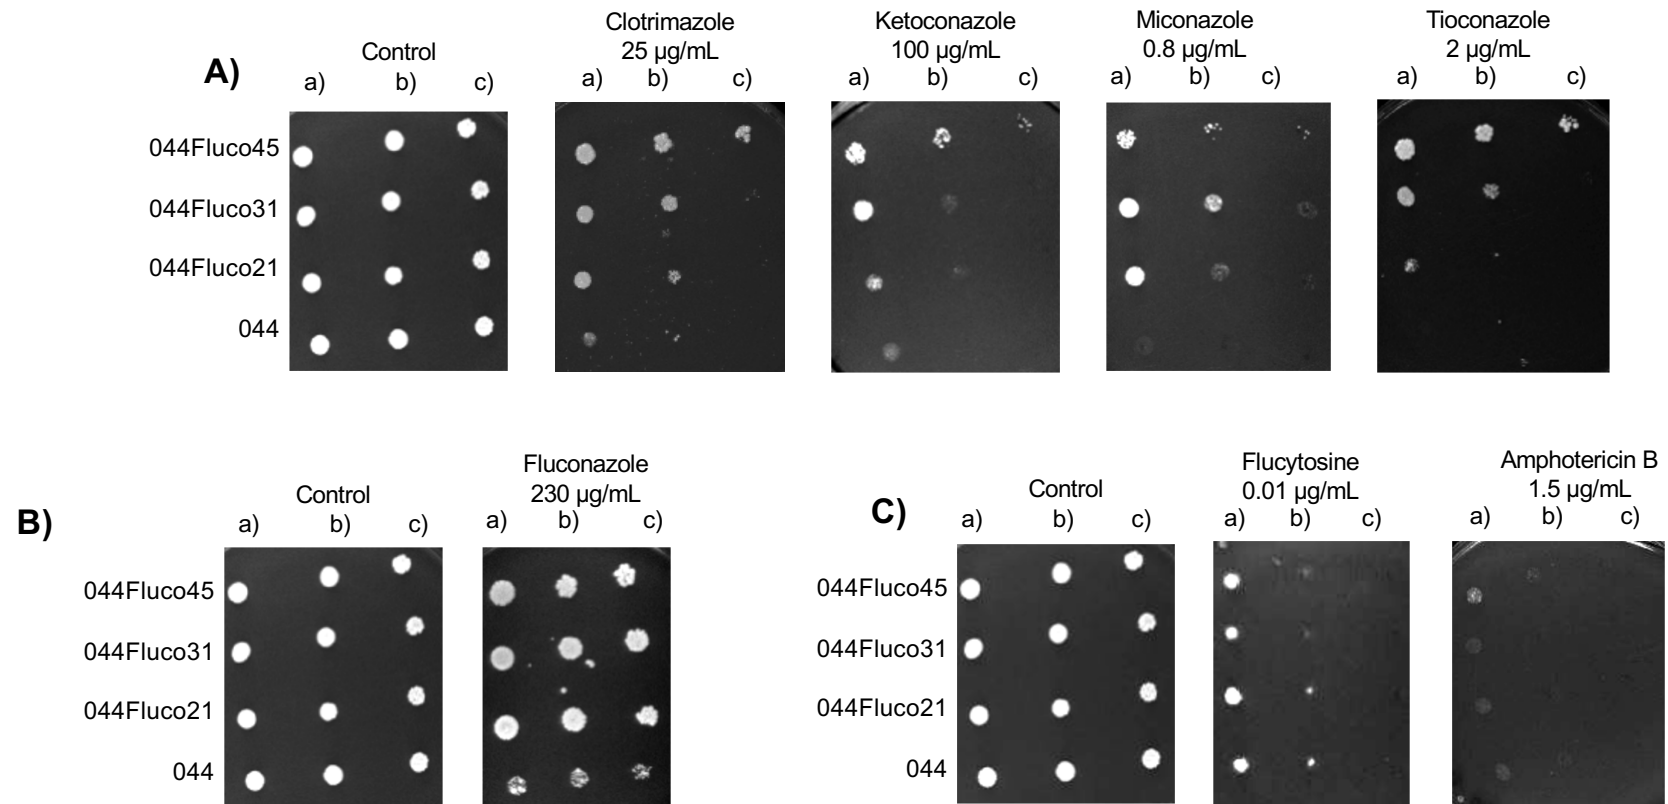 A)
Control
a) b) c)
Clotrimazole
25 µg/mL
a) b) c)
Ketoconazole
100 µg/mL
a) b) c)
Miconazole
0.8 µg/mL
a) b) c)
Tioconazole
2 µg/mL
a) b) c)
044Fluco45
044Fluco31
044Fluco21
044
B)
Control
a) b) c)
Fluconazole
230 µg/mL
a) b) c)
044Fluco45
044Fluco31
044Fluco21
044
C)
Control
a) b) c)
Flucytosine
0.01 µg/mL
a) b) c)
Amphotericin B
1.5 µg/mL
a) b) c)
044Fluco45
044Fluco31
044Fluco21
044